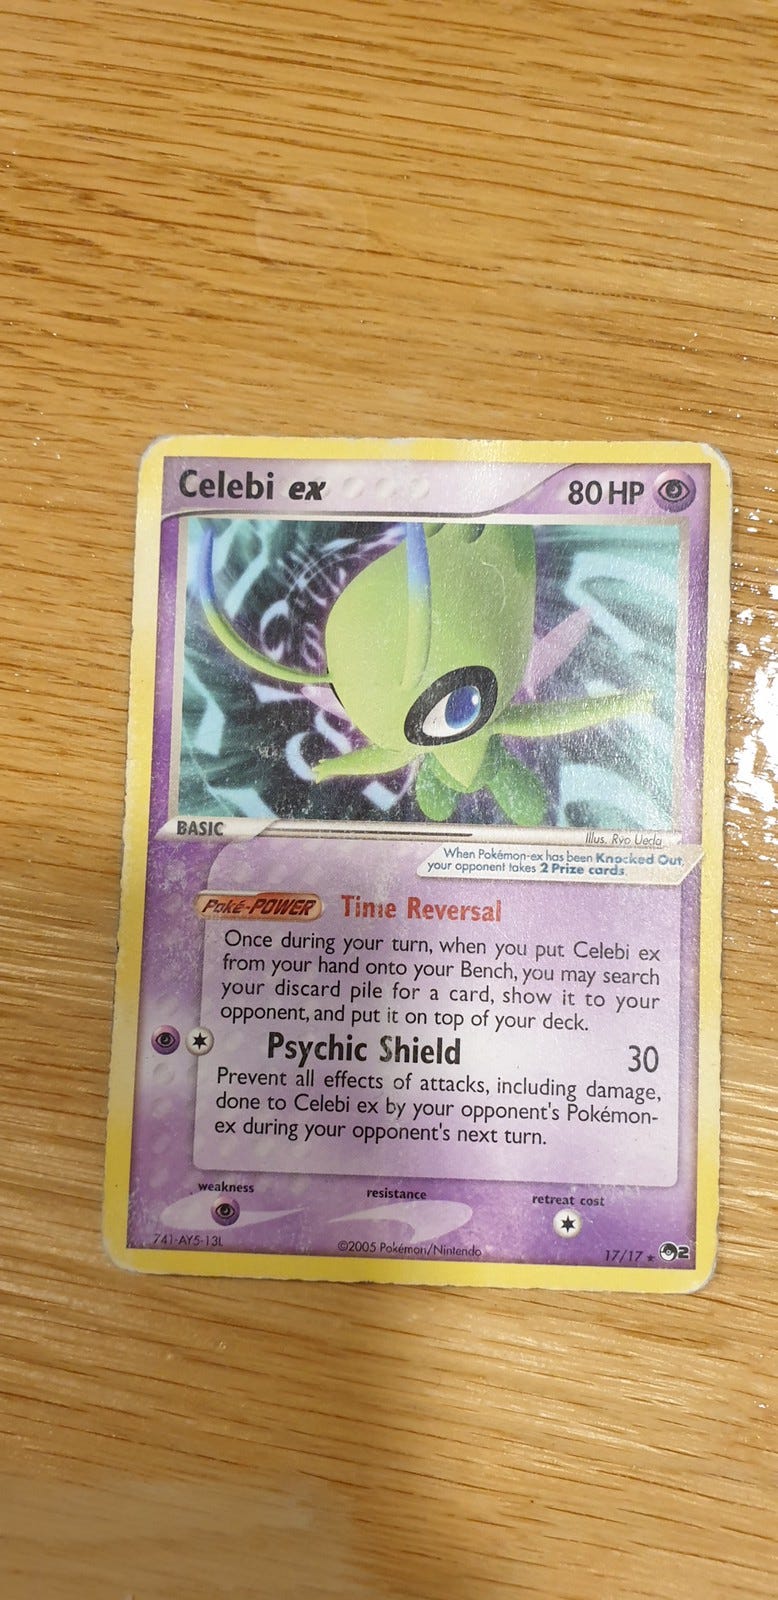 Celebi ex 80 HP
BASIC
Illus. Ryo Ueda
When Pokémon-ex has been Knocked Out,
your opponent takes 2 Prize cards.
Poké-POWER Time Reversal
Once during your turn, when you put Celebi ex
from your hand onto your Bench, you may search
your discard pile for a card, show it to your
opponent, and put it on top of your deck.
Psychic Shield 30
Prevent all effects of attacks, including damage,
done to Celebi ex by your opponent's Pokémon-
ex during your opponent's next turn.
weakness resistance retreat cost
741-AY5-13L ©2005 Pokémon/Nintendo 17/17 ★ 2